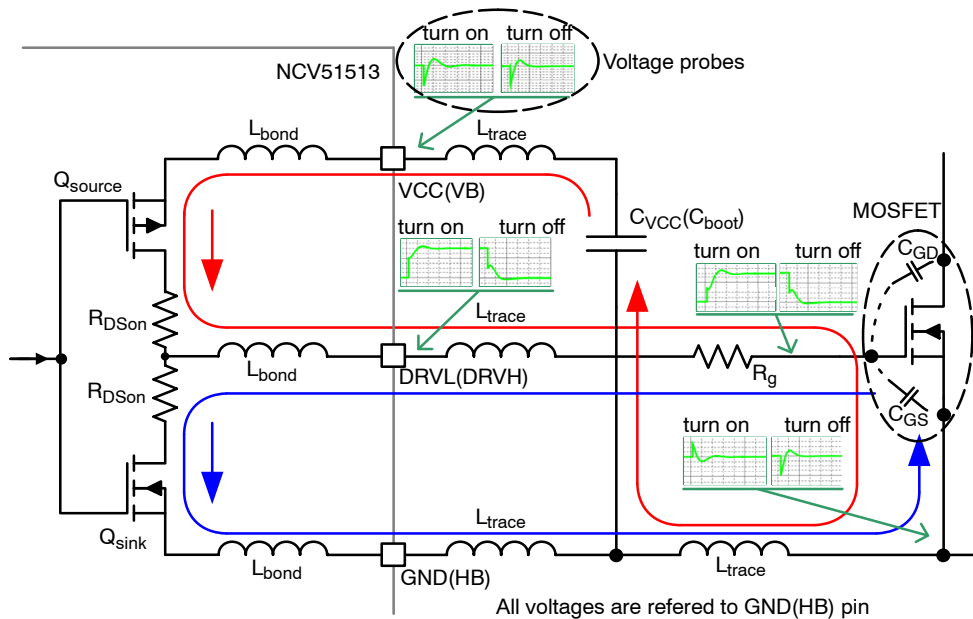 turn on turn off
NCV51513
Voltage probes
Lbond
Ltrace
Qsource
VCC(VB)
CVCC(Cboot)
MOSFET
turn on turn off
turn on turn off
CGD
RDSon
Ltrace
Lbond
DRVL(DRVH)
Rg
RDSon
CGS
turn on turn off
Qsink
Ltrace
Lbond
GND(HB)
Ltrace
All voltages are refered to GND(HB) pin